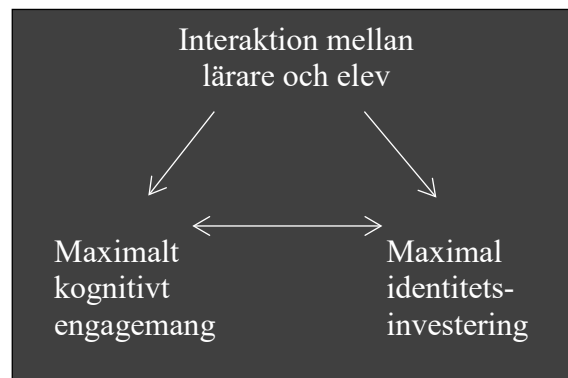 Interaktion mellan
lärare och elev
Maximalt
kognitivt
engagemang
Maximal
identitets-
investering